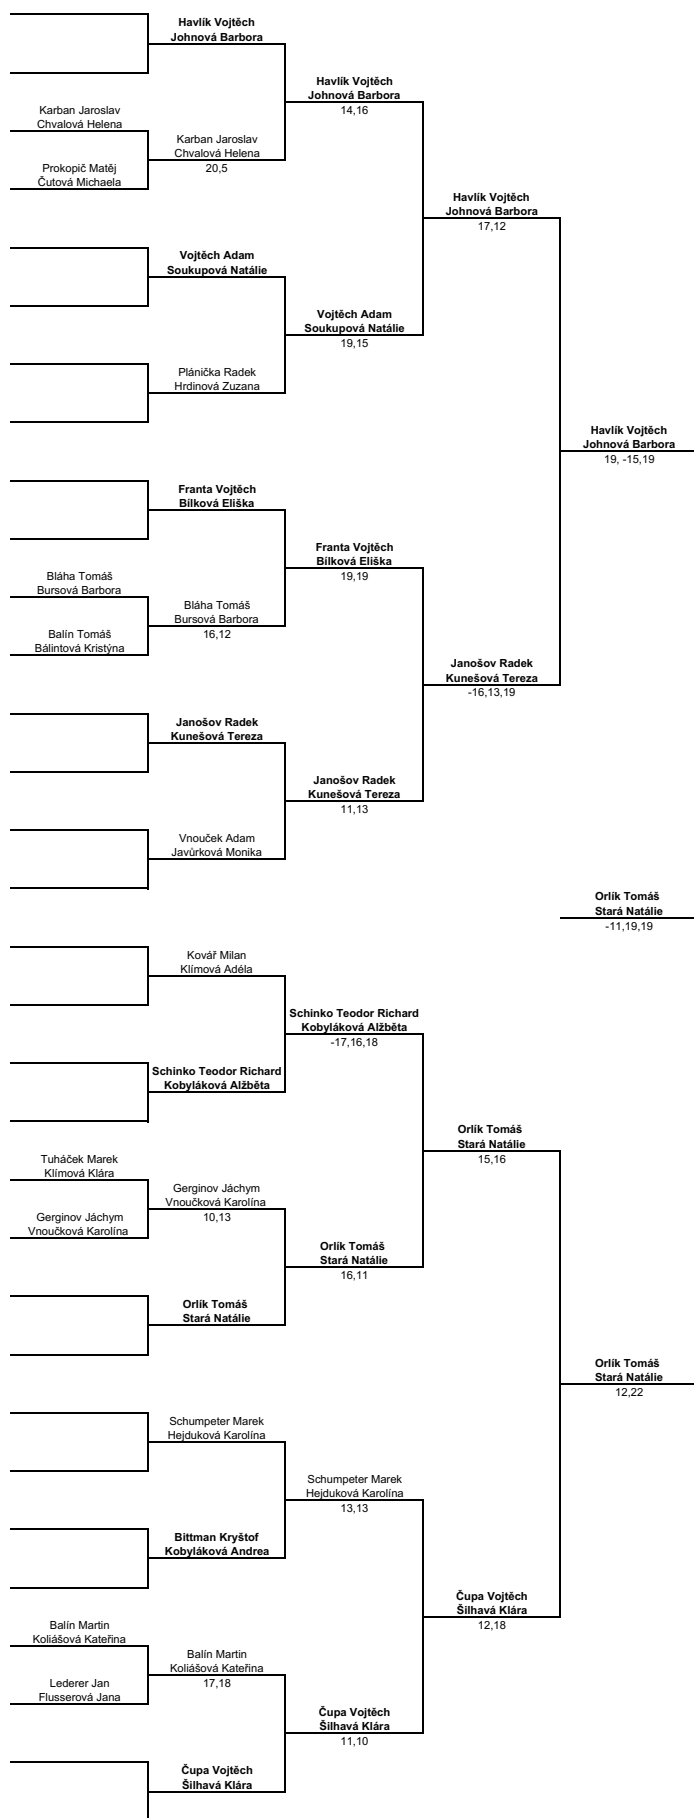 Havlík Vojtěch
Johnová Barbora
Havlík Vojtěch
Johnová Barbora
14,16
Karban Jaroslav
Chvalová Helena
Karban Jaroslav
Chvalová Helena
20,5
Prokopič Matěj
Čutová Michaela
Havlík Vojtěch
Johnová Barbora
17,12
Vojtěch Adam
Soukupová Natálie
Vojtěch Adam
Soukupová Natálie
19,15
Plánička Radek
Hrdinová Zuzana
Havlík Vojtěch
Johnová Barbora
19, -15,19
Franta Vojtěch
Bílková Eliška
Franta Vojtěch
Bílková Eliška
19,19
Bláha Tomáš
Bursová Barbora
Bláha Tomáš
Bursová Barbora
16,12
Balín Tomáš
Bálintová Kristýna
Janošov Radek
Kunešová Tereza
-16,13,19
Janošov Radek
Kunešová Tereza
Janošov Radek
Kunešová Tereza
11,13
Vnouček Adam
Javůrková Monika
Orlík Tomáš
Stará Natálie
-11,19,19
Kovář Milan
Klímová Adéla
Schinko Teodor Richard
Kobyláková Alžběta
-17,16,18
Schinko Teodor Richard
Kobyláková Alžběta
Orlík Tomáš
Stará Natálie
15,16
Tuháček Marek
Klímová Klára
Gerginov Jáchym
Vnoučková Karolína
10,13
Gerginov Jáchym
Vnoučková Karolína
Orlík Tomáš
Stará Natálie
16,11
Orlík Tomáš
Stará Natálie
Orlík Tomáš
Stará Natálie
12,22
Schumpeter Marek
Hejduková Karolína
Schumpeter Marek
Hejduková Karolína
13,13
Bittman Kryštof
Kobyláková Andrea
Čupa Vojtěch
Šilhavá Klára
12,18
Balín Martin
Koliášová Kateřina
Balín Martin
Koliášová Kateřina
17,18
Lederer Jan
Flusserová Jana
Čupa Vojtěch
Šilhavá Klára
11,10
Čupa Vojtěch
Šilhavá Klára